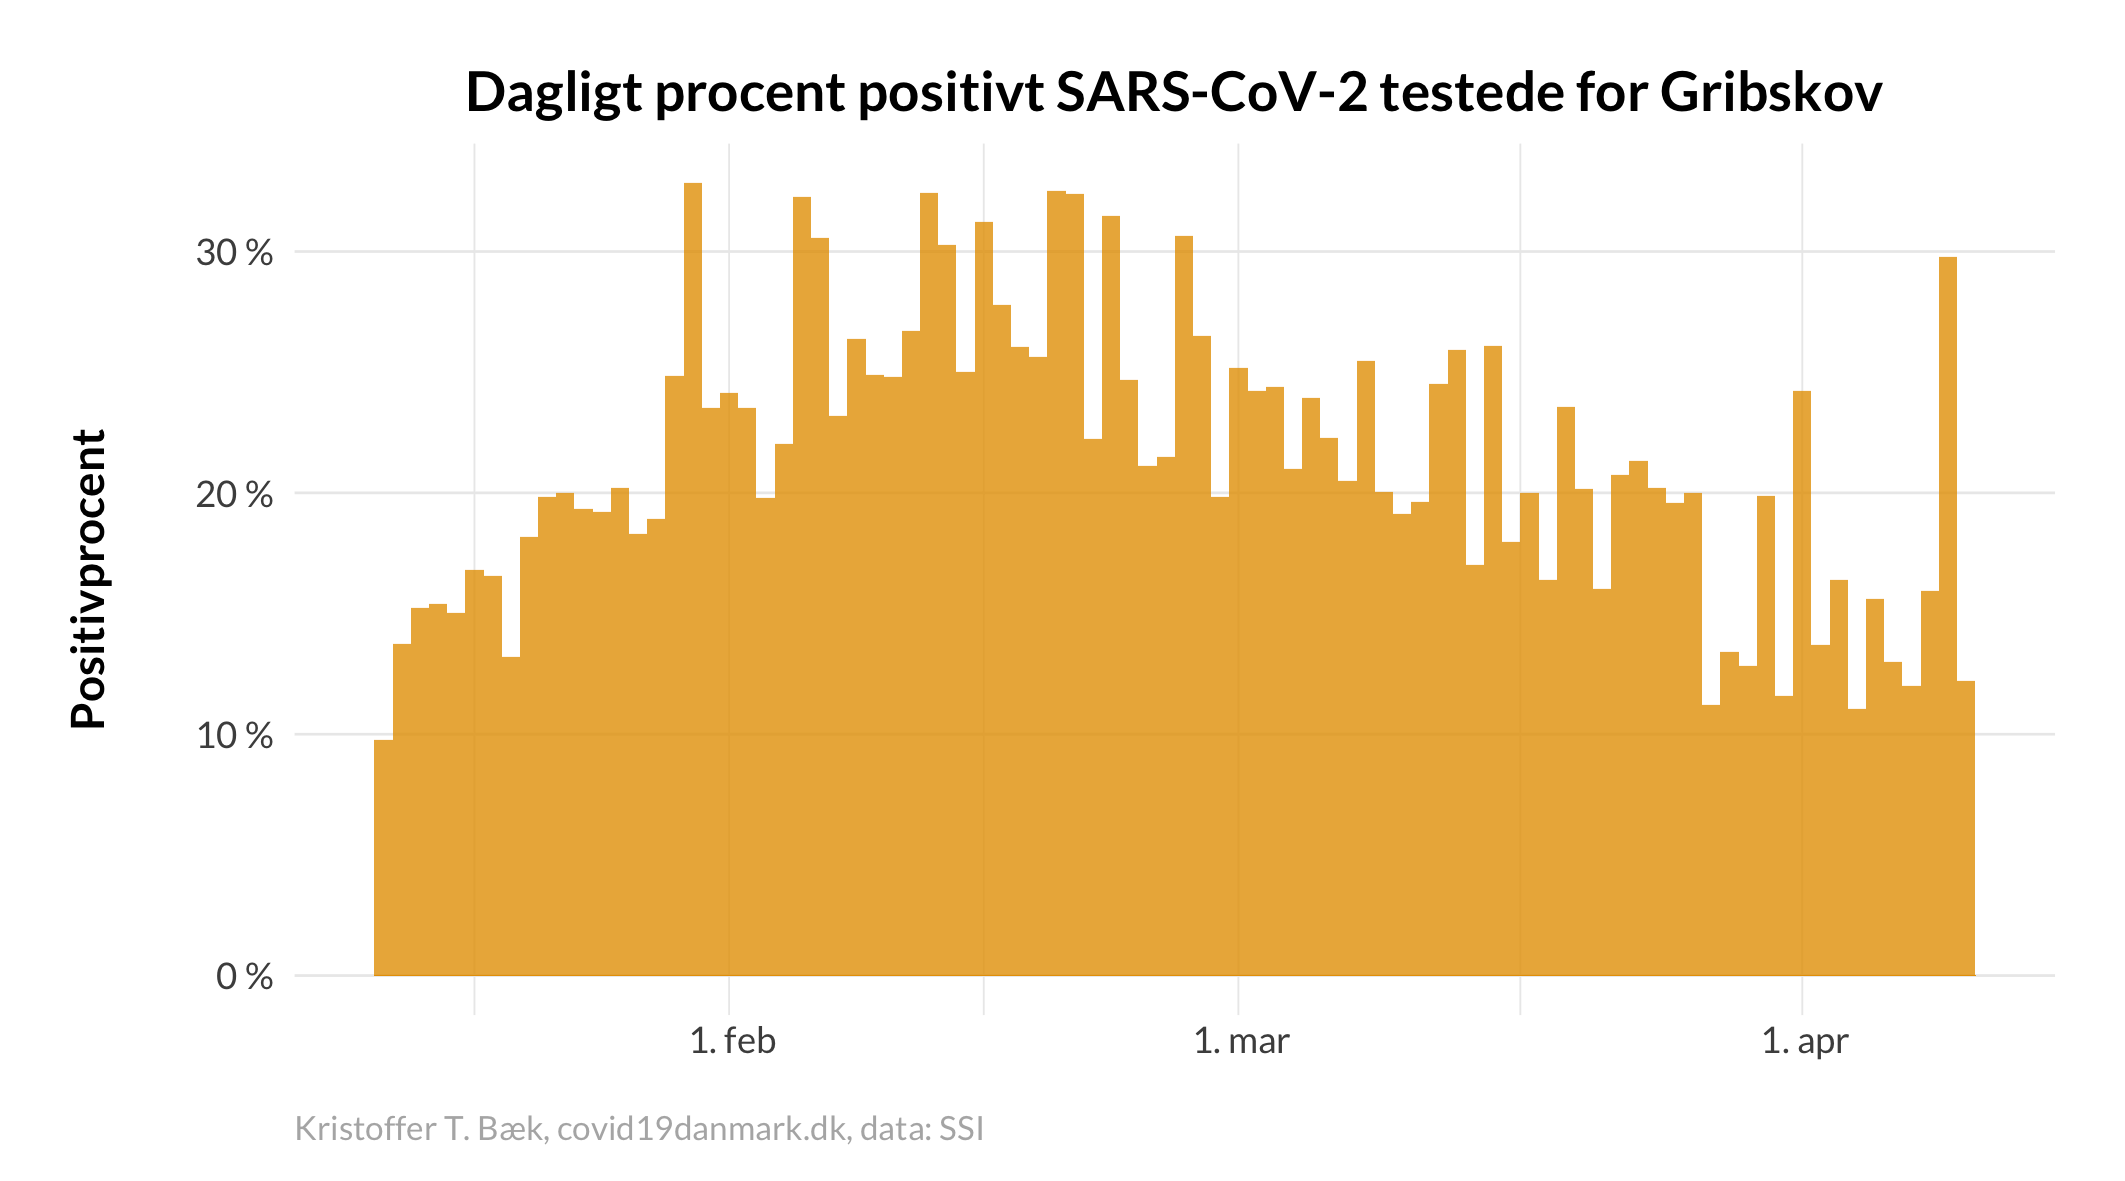 Dagligt procent positivt SARS-CoV-2 testede for Gribskov
Positivprocent
30 %
20 %
10 %
0 %
1. feb
1. mar
1. apr
Kristoffer T. Bæk, covid19danmark.dk, data: SSI